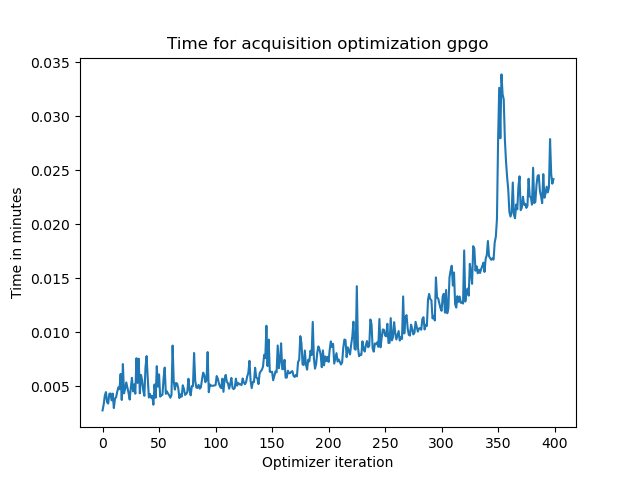 Time for acquisition optimization gpgo
0.035
0.030
0.025
0.020
0.015
0.010
0.005
Time in minutes
0 50 100 150 200 250 300 350 400
Optimizer iteration